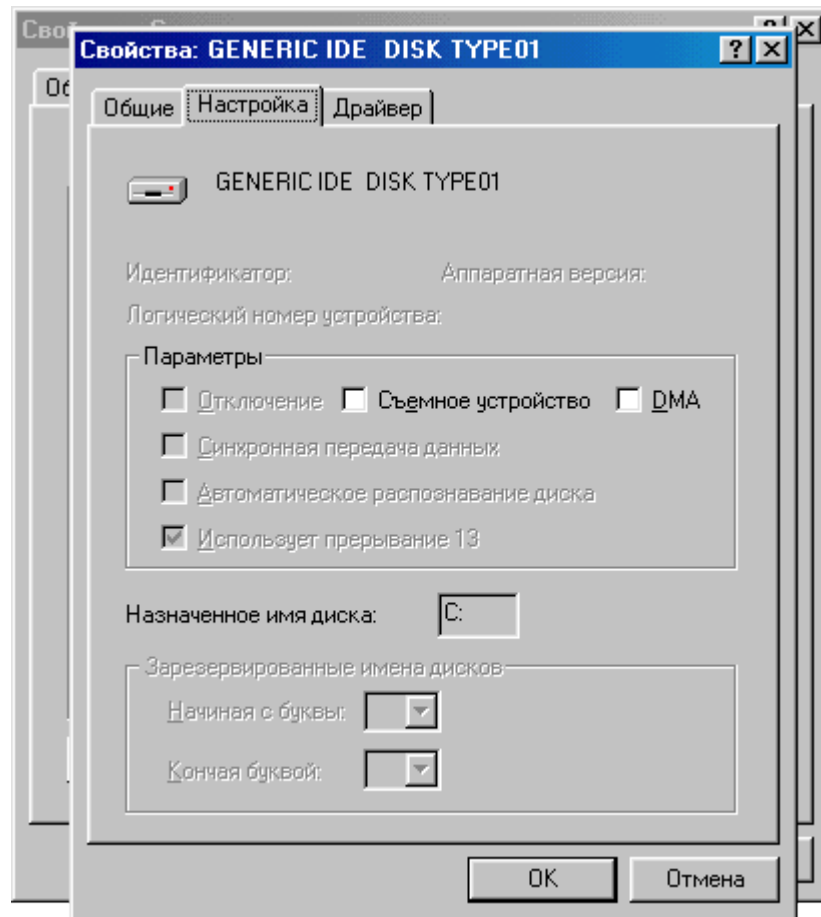 Сво
Свойства: GENERIC IDE DISK TYPE01
Об
Общие Настройка Драйвер
GENERIC IDE DISK TYPE01
Идентификатор: Аппаратная версия:
Логический номер устройства:
Параметры
Отключение Съемное устройство DMA
Синхронная передача данных
Автоматическое распознавание диска
Использует прерывание 13
Назначенное имя диска: C:
Зарезервированные имена дисков
Начиная с буквы:
Кончая буквой:
OK Отмена